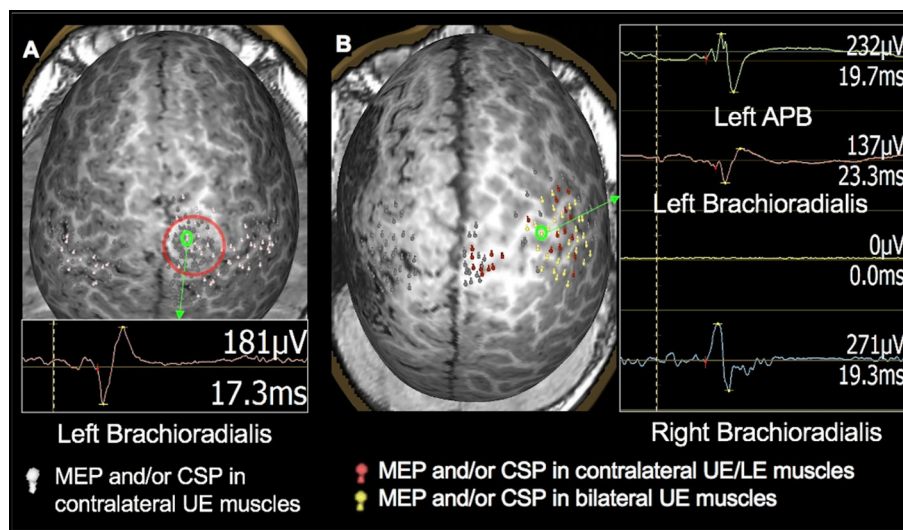 A
B
232µV
19.7ms
Left APB
137µV
23.3ms
Left Brachioradialis
0µV
0.0ms
271µV
19.3ms
Right Brachioradialis
181µV
17.3ms
Left Brachioradialis
MEP and/or CSP in
contralateral UE muscles
MEP and/or CSP in contralateral UE/LE muscles
MEP and/or CSP in bilateral UE muscles